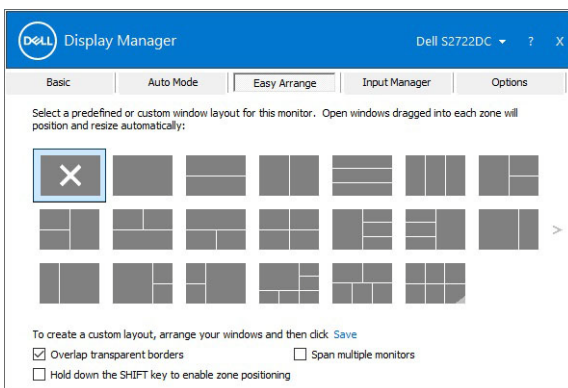 DELL Display Manager Dell S2722DC ? X
Basic Auto Mode Easy Arrange Input Manager Options
Select a predefined or custom window layout for this monitor. Open windows dragged into each zone will
position and resize automatically:
>
To create a custom layout, arrange your windows and then click Save
Overlap transparent borders Span multiple monitors
Hold down the SHIFT key to enable zone positioning